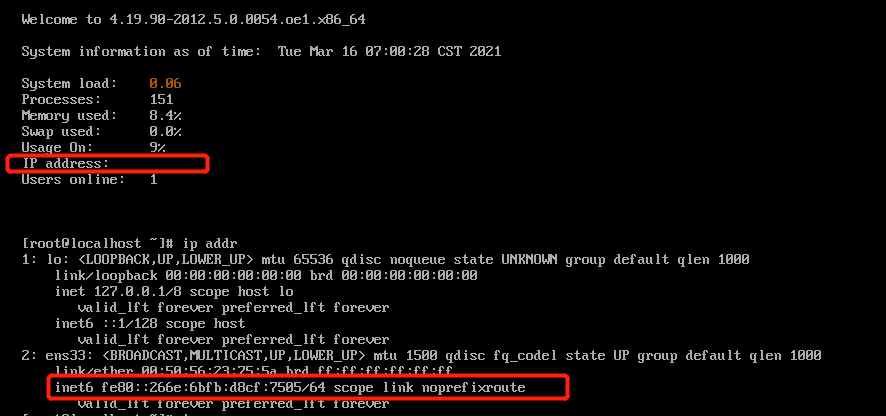 Welcome to 4.19.90-2012.5.0.0054.oe1.x86_64
System information as of time: Tue Mar 16 07:00:28 CST 2021
System load: 0.06
Processes: 151
Memory used: 8.4%
Swap used: 0.0%
Usage On: 9%
IP address:
Users online: 1
[root@localhost ~]# ip addr
1: lo: <LOOPBACK,UP,LOWER_UP> mtu 65536 qdisc noqueue state UNKNOWN group default qlen 1000
link/loopback 00:00:00:00:00:00 brd 00:00:00:00:00:00
inet 127.0.0.1/8 scope host lo
valid_lft forever preferred_lft forever
inet6 ::1/128 scope host
valid_lft forever preferred_lft forever
2: ens33: <BROADCAST,MULTICAST,UP,LOWER_UP> mtu 1500 qdisc fq_codel state UP group default qlen 1000
link/ether 00:50:56:23:75:5a brd ff:ff:ff:ff:ff:ff
inet6 fe80::266e:6bfb:d8cf:7505/64 scope link noprefixroute
valid_lft forever preferred_lft forever